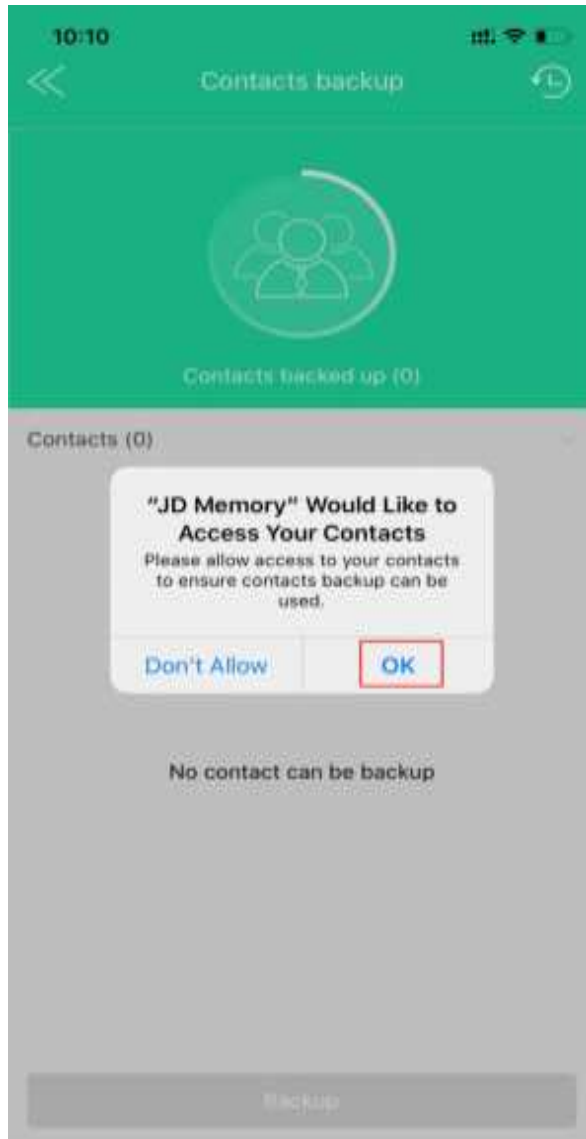 10:10
Contacts backup
Contacts backed up (0)
Contacts (0)
"JD Memory" Would Like to
Access Your Contacts
Please allow access to your contacts
to ensure contacts backup can be
used.
Don't Allow
OK
No contact can be backup
Backup